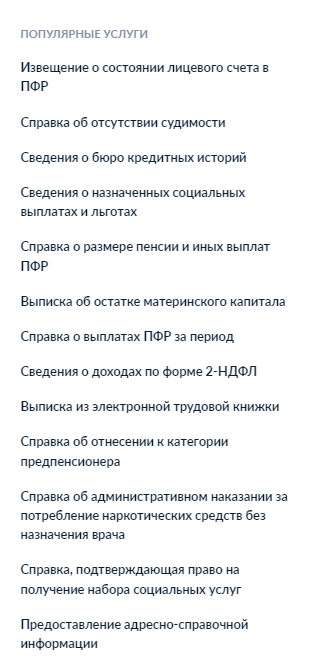 ПОПУЛЯРНЫЕ УСЛУГИ
Извещение о состоянии лицевого счета в
ПФР
Справка об отсутствии судимости
Сведения о бюро кредитных историй
Сведения о назначенных социальных
выплатах и льготах
Справка о размере пенсии и иных выплат
ПФР
Выписка об остатке материнского капитала
Справка о выплатах ПФР за период
Сведения о доходах по форме 2-НДФЛ
Выписка из электронной трудовой книжки
Справка об отнесении к категории
предпенсионера
Справка об административном наказании за
потребление наркотических средств без
назначения врача
Справка, подтверждающая право на
получение набора социальных услуг
Предоставление адресно-справочной
информации